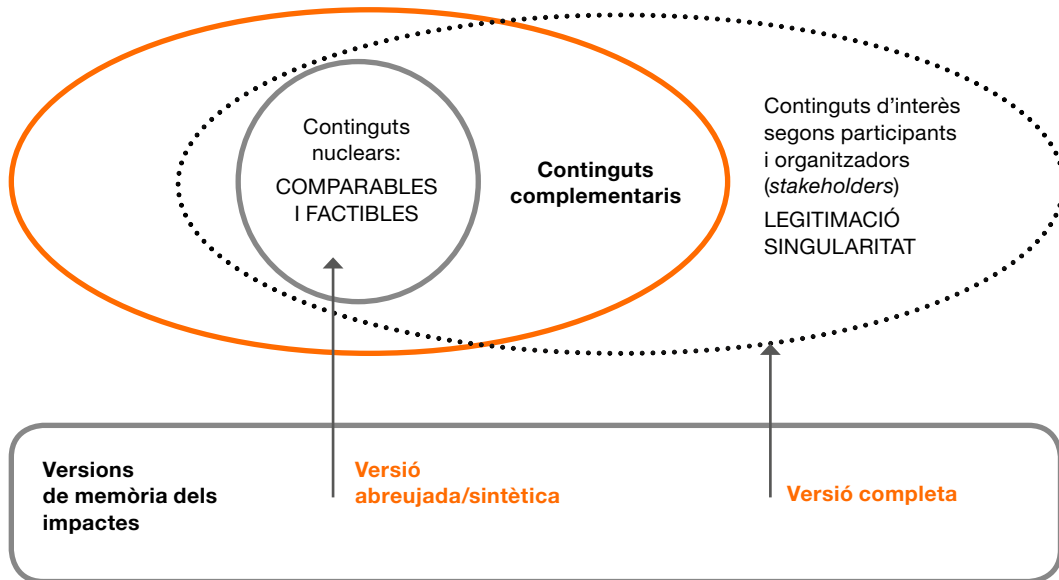 Continguts
nuclears:
COMPARABLES
I FACTIBLES
Continguts
complementaris
Continguts d’interès
segons participants
i organitzadors
(stakeholders)
LEGITIMACIÓ
SINGULARITAT
Versions
de memòria dels
impactes
Versió
abreujada/sintètica
Versió completa